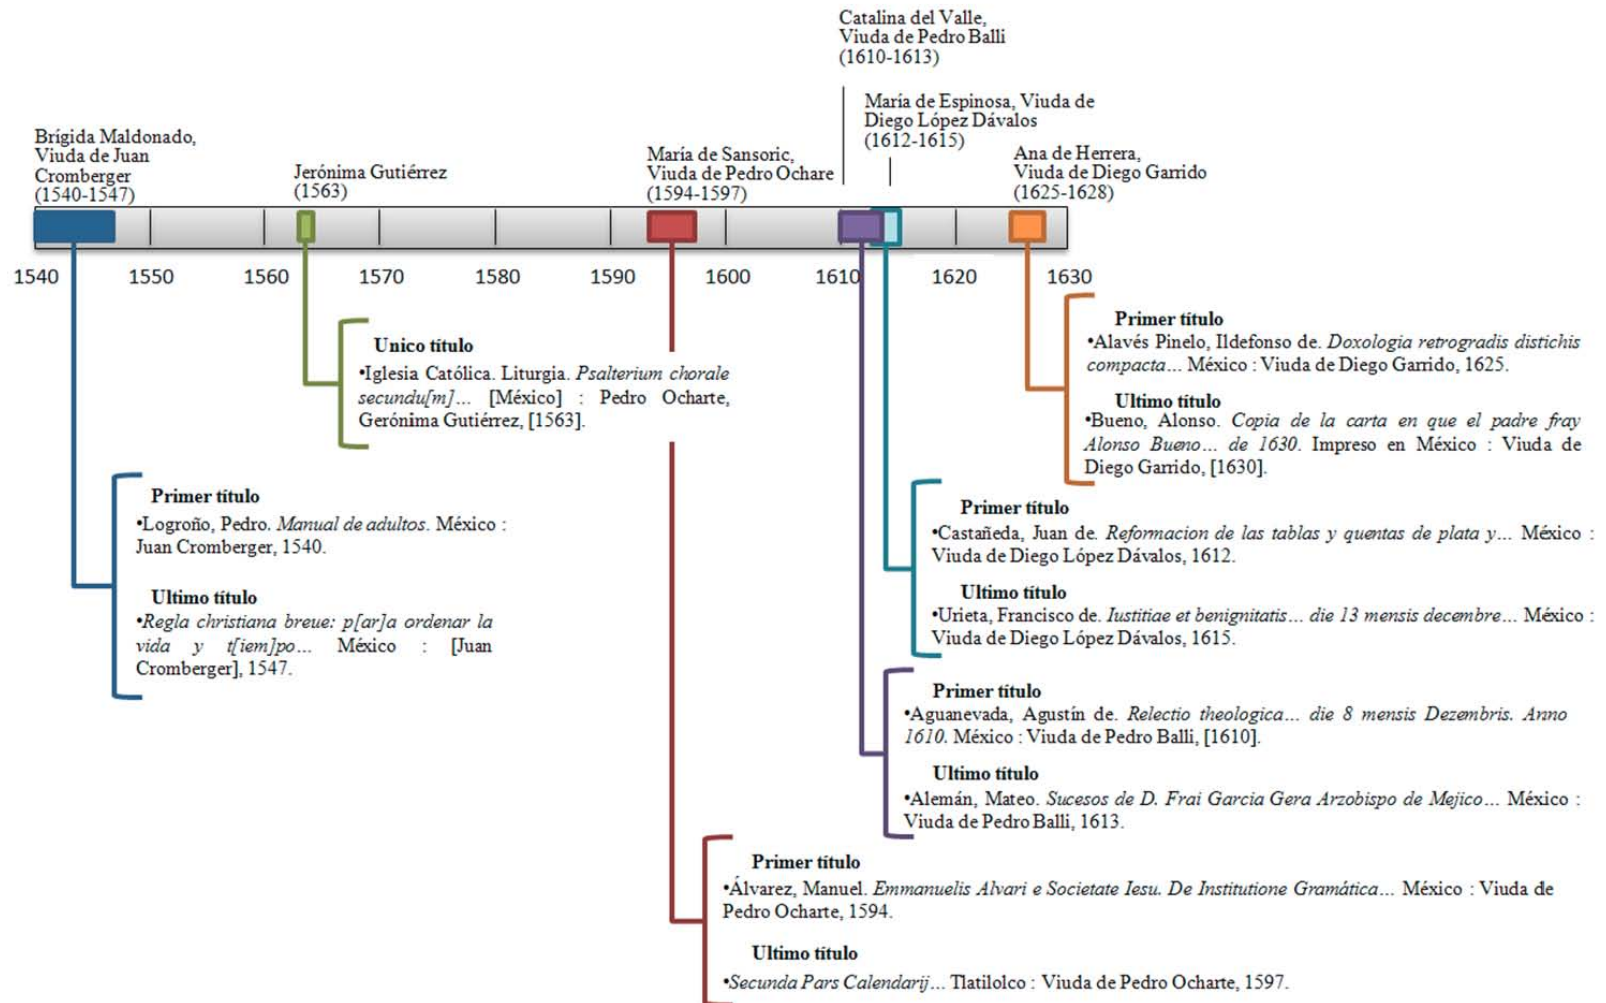 Catalina del Valle,
Viuda de Pedro Balli
(1610-1613)
María de Espinosa, Viuda de
Diego López Dávalos
(1612-1615)
Brígida Maldonado,
Viuda de Juan
Cromberger
(1540-1547)
Jerónima Gutiérrez
(1563)
María de Sansoric,
Viuda de Pedro Ochare
(1594-1597)
Ana de Herrera,
Viuda de Diego Garrido
(1625-1628)
1540 1550 1560 1570 1580 1590 1600 1610 1620 1630
Unico título
•Iglesia Católica. Liturgia. Psalterium chorale
secundu[m]... [México] : Pedro Ocharte,
Gerónima Gutiérrez, [1563].
Primer título
•Alavés Pinelo, Ildefonso de. Doxologia retrogradis distichis
compacta... México : Viuda de Diego Garrido, 1625.
Ultimo título
•Bueno, Alonso. Copia de la carta en que el padre fray
Alonso Bueno... de 1630. Impreso en México : Viuda de
Diego Garrido, [1630].
Primer título
•Logroño, Pedro. Manual de adultos. México :
Juan Cromberger, 1540.
Ultimo título
•Regla christiana breue: p[ar]a ordenar la
vida y t[iem]po... México : [Juan
Cromberger], 1547.
Primer título
•Castañeda, Juan de. Reformacion de las tablas y quentas de plata y... México :
Viuda de Diego López Dávalos, 1612.
Ultimo título
•Urieta, Francisco de. Iustitiae et benignitatis... die 13 mensis decembre... México :
Viuda de Diego López Dávalos, 1615.
Primer título
•Aguanevada, Agustín de. Relectio theologica... die 8 mensis Dezembris. Anno
1610. México : Viuda de Pedro Balli, [1610].
Ultimo título
•Alemán, Mateo. Sucesos de D. Frai Garcia Gera Arzobispo de Mejico... México :
Viuda de Pedro Balli, 1613.
Primer título
•Álvarez, Manuel. Emmanuelis Alvari e Societate Iesu. De Institutione Gramática... México : Viuda de
Pedro Ocharte, 1594.
Ultimo título
•Secunda Pars Calendarij... Tlatilolco : Viuda de Pedro Ocharte, 1597.